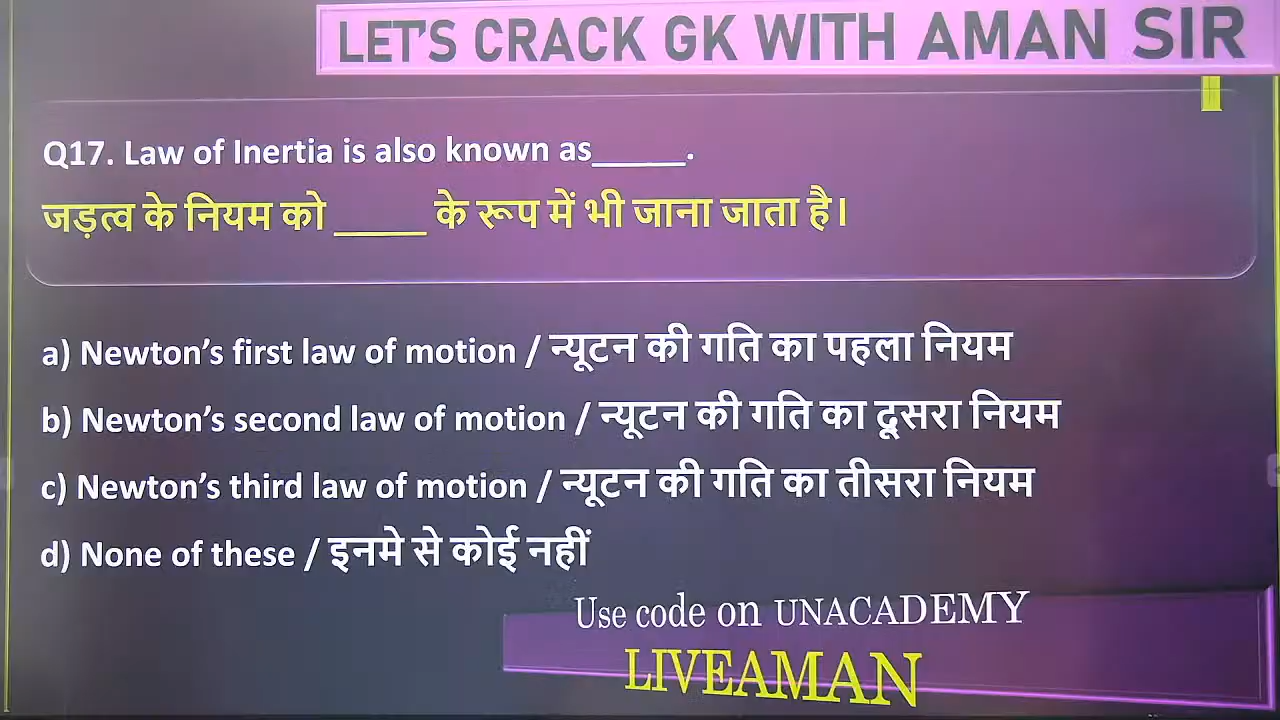 LET'S CRACK GK WITH AMAN SIR
Q17. Law of Inertia is also known as_____.
जड़त्व के नियम को _____ के रूप में भी जाना जाता है।
a) Newton’s first law of motion / न्यूटन की गति का पहला नियम
b) Newton’s second law of motion / न्यूटन की गति का दूसरा नियम
c) Newton’s third law of motion / न्यूटन की गति का तीसरा नियम
d) None of these / इनमे से कोई नहीं
Use code on UNACADEMY
LIVEAMAN